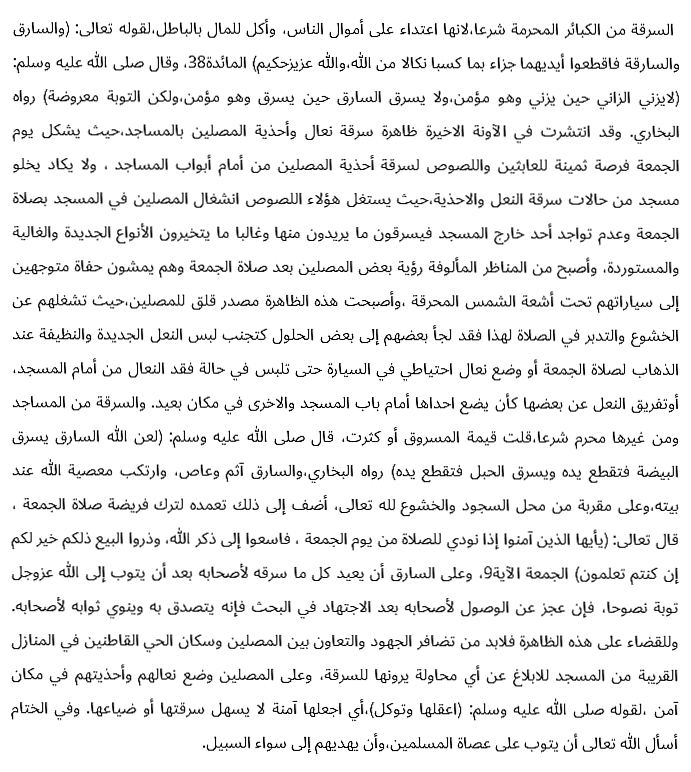 السرقة من الكبائر المحرمة شرعا،لانها اعتداء على أموال الناس، وأكل للمال بالباطل،لقوله تعالى: (والسارق
والسارقة فاقطعوا أيديهما جزاء بما كسبا نكالا من الله،والله عزيزحكيم) المائدة38، وقال صلى الله عليه وسلم:
(لايزني الزاني حين يزني وهو مؤمن،ولا يسرق السارق حين يسرق وهو مؤمن،ولكن التوبة معروضة) رواه
البخاري. وقد انتشرت في الآونة الاخيرة ظاهرة سرقة نعال وأحذية المصلين بالمساجد،حيث يشكل يوم
الجمعة فرصة ثمينة للعابثين واللصوص لسرقة أحذية المصلين من أمام أبواب المساجد ، ولا يكاد يخلو
مسجد من حالات سرقة النعل والاحذية،حيث يستغل هؤلاء اللصوص انشغال المصلين في المسجد بصلاة
الجمعة وعدم تواجد أحد خارج المسجد فيسرقون ما يريدون منها وغالبا ما يتخيرون الأنواع الجديدة والغالية
والمستوردة، وأصبح من المناظر المألوفة رؤية بعض المصلين بعد صلاة الجمعة وهم يمشون حفاة متوجهين
إلى سياراتهم تحت أشعة الشمس المحرقة ،وأصبحت هذه الظاهرة مصدر قلق للمصلين،حيث تشغلهم عن
الخشوع والتدبر في الصلاة لهذا فقد لجأ بعضهم إلى بعض الحلول كتجنب لبس النعل الجديدة والنظيفة عند
الذهاب لصلاة الجمعة أو وضع نعال احتياطي في السيارة حتى تلبس في حالة فقد النعال من أمام المسجد،
أوتفريق النعل عن بعضها كأن يضع احداها أمام باب المسجد والاخرى في مكان بعيد. والسرقة من المساجد
ومن غيرها محرم شرعا،قلت قيمة المسروق أو كثرت، قال صلى الله عليه وسلم: (لعن الله السارق يسرق
البيضة فتقطع يده ويسرق الحبل فتقطع يده) رواه البخاري،والسارق آثم وعاص، وارتكب معصية الله عند
بيته،وعلى مقربة من محل السجود والخشوع لله تعالى، أضف إلى ذلك تعمده لترك فريضة صلاة الجمعة ،
قال تعالى: (يأيها الذين آمنوا إذا نودي للصلاة من يوم الجمعة ، فاسعوا إلى ذكر الله، وذروا البيع ذلكم خير لكم
إن كنتم تعلمون) الجمعة الآية9، وعلى السارق أن يعيد كل ما سرقه لأصحابه بعد أن يتوب إلى الله عزوجل
توبة نصوحا، فإن عجز عن الوصول لأصحابه بعد الاجتهاد في البحث فإنه يتصدق به وينوي ثوابه لأصحابه.
وللقضاء على هذه الظاهرة فلابد من تضافر الجهود والتعاون بين المصلين وسكان الحي القاطنين في المنازل
القريبة من المسجد للابلاغ عن أي محاولة يرونها للسرقة، وعلى المصلين وضع نعالهم وأحذيتهم في مكان
آمن ،لقوله صلى الله عليه وسلم: (اعقلها وتوكل)،أي اجعلها آمنة لا يسهل سرقتها أو ضياعها. وفي الختام
أسأل الله تعالى أن يتوب على عصاة المسلمين،وأن يهديهم إلى سواء السبيل.